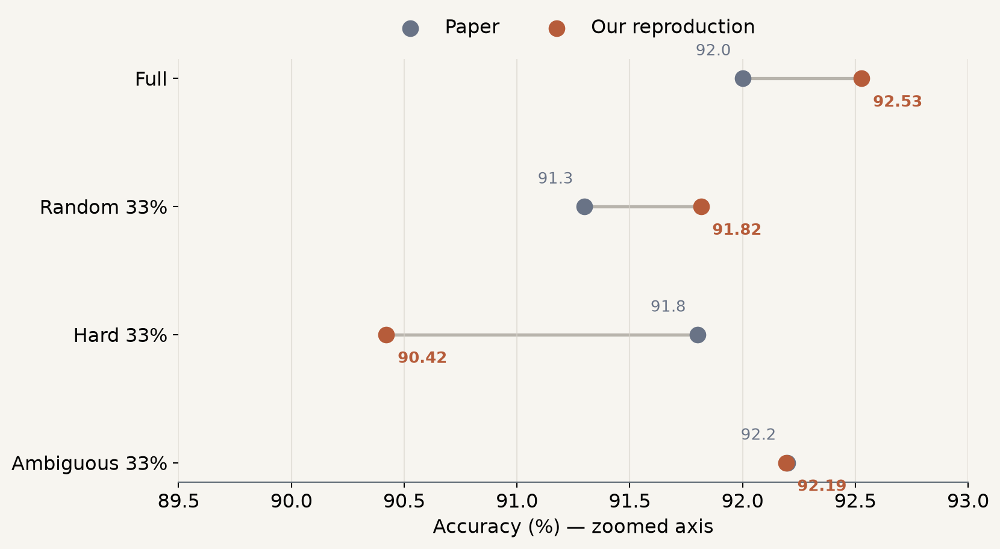 Paper Our reproduction
92.0
Full
92.53
91.3
Random 33%
91.82
91.8
Hard 33%
90.42
92.2
Ambiguous 33%
92.19
89.5 90.0 90.5 91.0 91.5 92.0 92.5 93.0
Accuracy (%) — zoomed axis